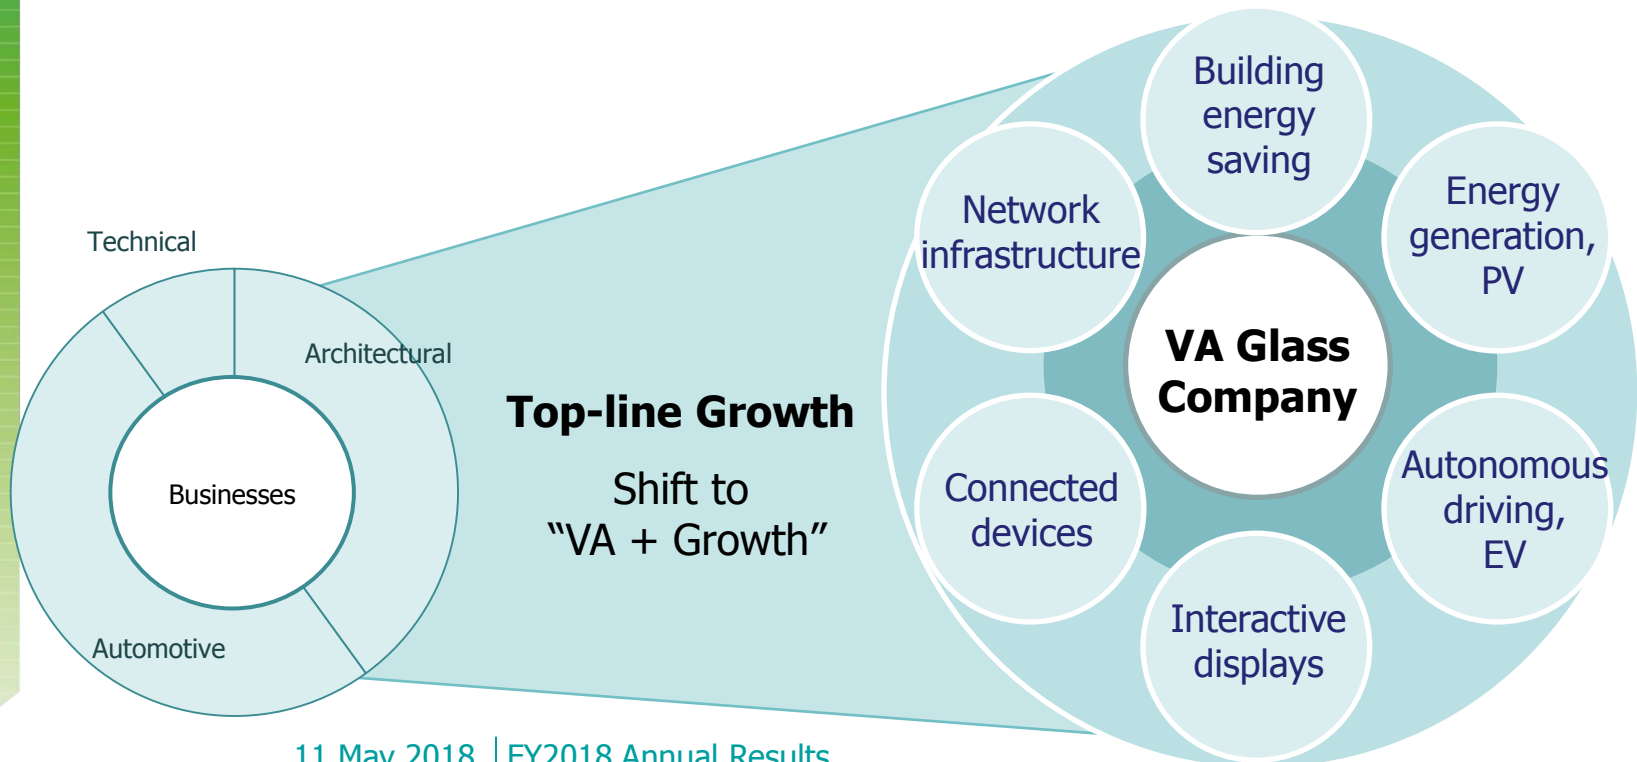 Technical
Architectural
Businesses
Automotive
Top-line Growth
Shift to
“VA + Growth”
Building
energy
saving
Network
infrastructure
Energy
generation,
PV
VA Glass
Company
Connected
devices
Autonomous
driving,
EV
Interactive
displays
11 May 2018 | FY2018 Annual Results